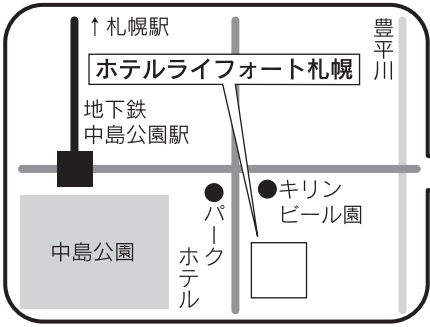 ↑札幌駅
豊平川
ホテルライフォート札幌
地下鉄
中島公園駅
キリン
ビール園
パーク
ホテル
中島公園